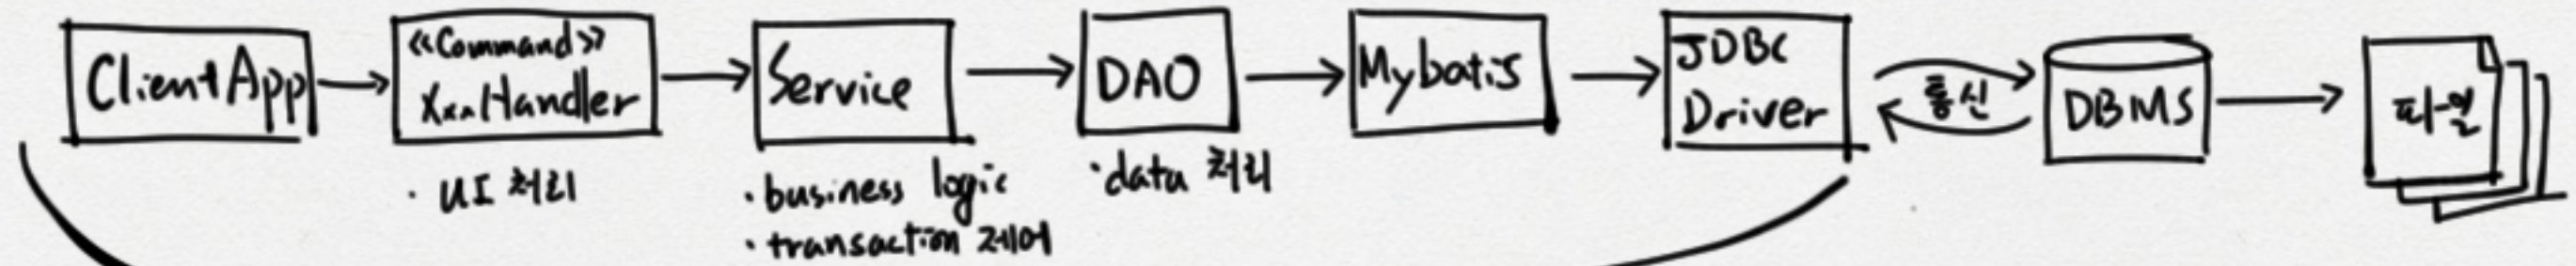 ClientApp
<<Command>>
XxxHandler
Service
DAO
Mybatis
JDBC
Driver
통신
DBMS
파일
· UI 처리
· business logic
· transaction 제어
· data 처리